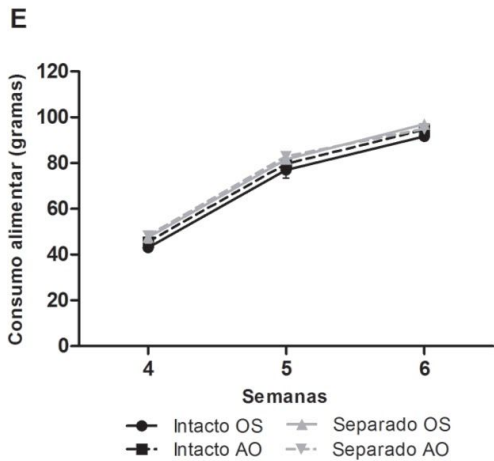 E
Consumo alimentar (gramas)
120
100
80
60
40
20
0
4 5 6
Semanas
Intacto OS Separado OS
Intacto AO Separado AO